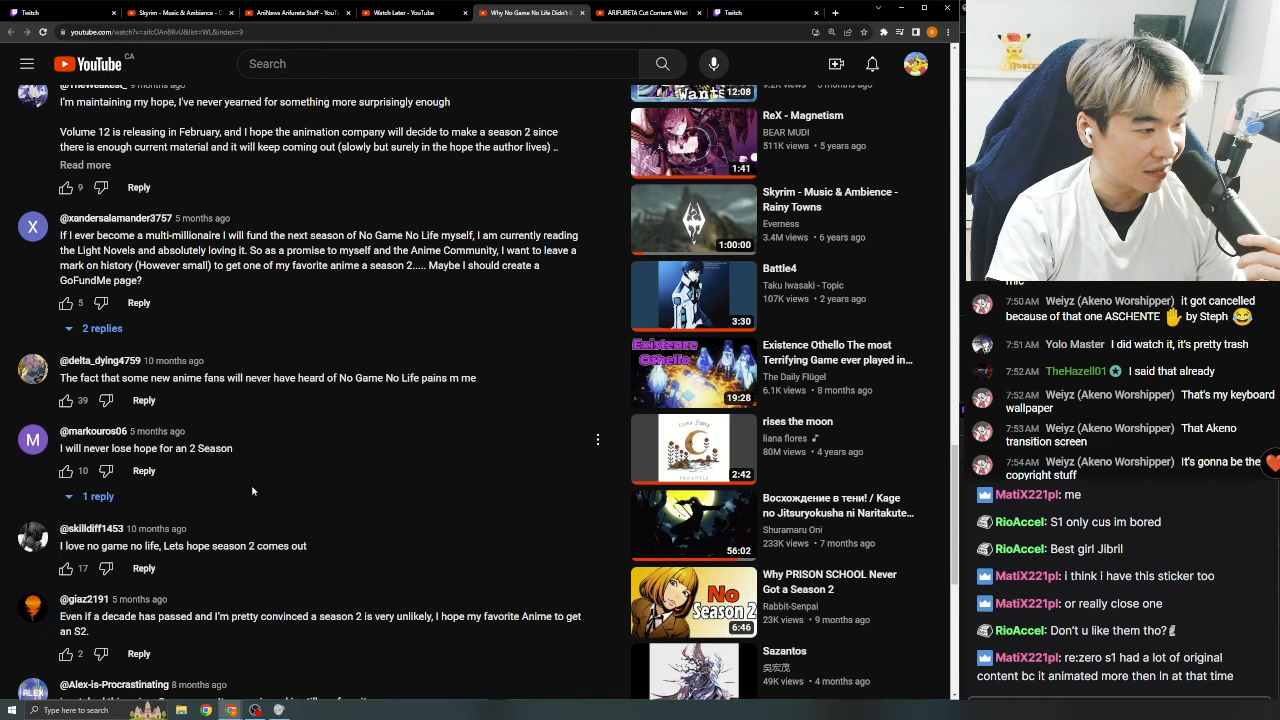 Twitch
Skyrim - Music & Ambience - D
AniNews Arifureta Stuff - YouTu
Watch Later - YouTube
Why No Game No Life Didn't G
ARIFURETA Cut Content: What
Twitch
youtube.com/watch?v=sifcOAn8KvU&list=WL&index=9
YouTube CA
Search
9 months ago
I'm maintaining my hope, I've never yearned for something more surprisingly enough
Volume 12 is releasing in February, and I hope the animation company will decide to make a season 2 since
there is enough current material and it will keep coming out (slowly but surely in the hope the author lives) ..
Read more
9 Reply
X
@xandersalamander3757 5 months ago
If I ever become a multi-millionaire I will fund the next season of No Game No Life myself, I am currently reading
the LIght Novels and absolutely loving it. So as a promise to myself and the Anime Community, I want to leave a
mark on history (However small) to get one of my favorite anime a season 2..... Maybe I should create a
GoFundMe page?
5 Reply
2 replies
@delta_dying4759 10 months ago
The fact that some new anime fans will never have heard of No Game No Life pains m me
39 Reply
M
@markouros06 5 months ago
I will never lose hope for an 2 Season
10 Reply
1 reply
@skilldiff1453 10 months ago
I love no game no life, Lets hope season 2 comes out
17 Reply
@giaz2191 5 months ago
Even if a decade has passed and I'm pretty convinced a season 2 is very unlikely, I hope my favorite Anime to get
an S2.
2 Reply
ALEX
@Alex-is-Procrastinating 8 months ago
Want
12:08
ReX - Magnetism
BEAR MUDI
511K views • 5 years ago
1:41
Skyrim - Music & Ambience -
Rainy Towns
Everness
3.4M views • 6 years ago
1:00:00
Battle4
Taku Iwasaki - Topic
107K views • 2 years ago
3:30
Existence
Othello
Existence Othello The most
Terrifying Game ever played in...
The Daily Flügel
6.1K views • 8 months ago
19:28
liana flores
recently
rises the moon
liana flores
80M views • 4 years ago
2:42
Восхождение в тени! / Kage
no Jitsuryokusha ni Naritakute...
Shuramaru Oni
233K views • 7 months ago
56:02
No
Season 2
Why PRISON SCHOOL Never
Got a Season 2
Rabbit-Senpai
23K views • 9 months ago
6:46
Sazantos
吳宏茂
49K views • 4 months ago
Type here to search
mic
7:50 AM Weiyz (Akeno Worshipper) it got cancelled
because of that one ASCHENTE ✋ by Steph 😂
7:51 AM Yolo Master I did watch it, it's pretty trash
7:52 AM TheHazell01 I said that already
7:52 AM Weiyz (Akeno Worshipper) That's my keyboard
wallpaper
7:53 AM Weiyz (Akeno Worshipper) That Akeno
transition screen
7:54 AM Weiyz (Akeno Worshipper) It's gonna be the
copyright stuff
MatiX221pl: me
RioAccel: S1 only cus im bored
RioAccel: Best girl Jibril
MatiX221pl: i think i have this sticker too
MatiX221pl: or really close one
RioAccel: Don't u like them tho?
MatiX221pl: re:zero s1 had a lot of original
content bc it animated more then ln at that time